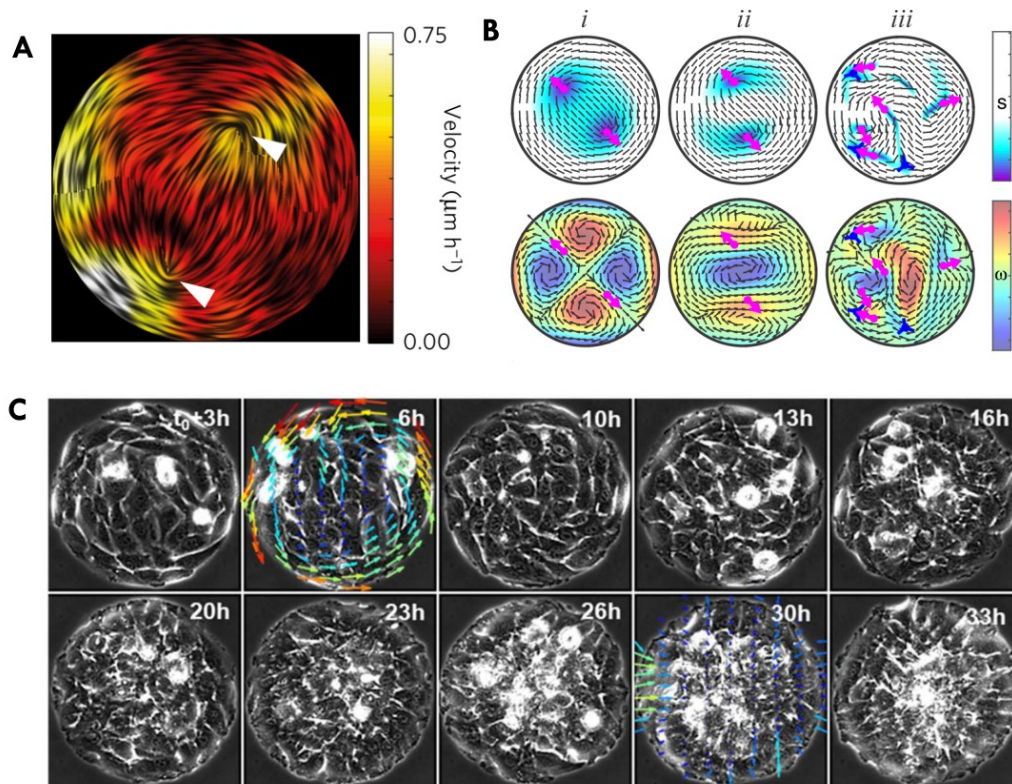 A
0.75
Velocity (μm h⁻¹)
0.00
B
i ii iii
S
ω
C
t₀+3h 6h 10h 13h 16h
20h 23h 26h 30h 33h